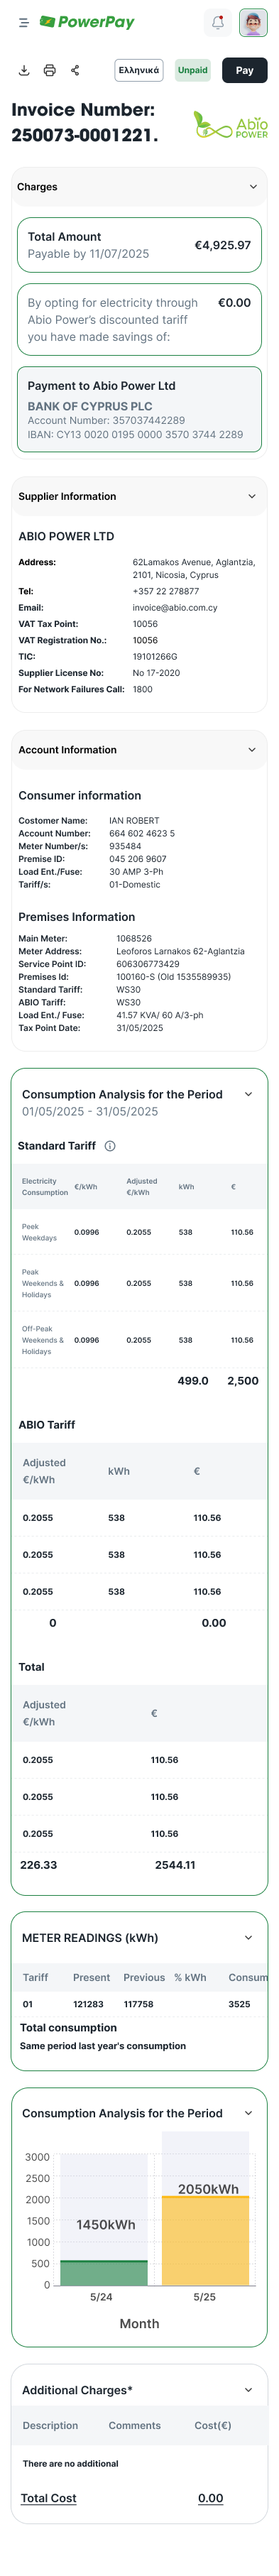 PowerPay
Ελληνικά
Unpaid
Pay
Invoice Number:
250073-0001221.
Abio
POWER
Charges
Total Amount
Payable by 11/07/2025
€4,925.97
By opting for electricity through
Abio Power's discounted tariff
you have made savings of:
€0.00
Payment to Abio Power Ltd
BANK OF CYPRUS PLC
Account Number: 357037442289
IBAN: CY13 0020 0195 0000 3570 3744 2289
Supplier Information
ABIO POWER LTD
Address: 62Lamakos Avenue, Aglantzia,
2101, Nicosia, Cyprus
Tel: +357 22 278877
Email: invoice@abio.com.cy
VAT Tax Point: 10056
VAT Registration No.: 10056
TIC: 19101266G
Supplier License No: No 17-2020
For Network Failures Call: 1800
Account Information
Consumer information
Costomer Name: IAN ROBERT
Account Number: 664 602 4623 5
Meter Number/s: 935484
Premise ID: 045 206 9607
Load Ent./Fuse: 30 AMP 3-Ph
Tariff/s: 01-Domestic
Premises Information
Main Meter: 1068526
Meter Address: Leoforos Larnakos 62-Aglantzia
Service Point ID: 606306773429
Premises Id: 100160-S (Old 1535589935)
Standard Tariff: WS30
ABIO Tariff: WS30
Load Ent./ Fuse: 41.57 KVA/ 60 A/3-ph
Tax Point Date: 31/05/2025
Consumption Analysis for the Period
01/05/2025 - 31/05/2025
Standard Tariff
Electricity Consumption €/kWh Adjusted €/kWh kWh €
Peek Weekdays 0.0996 0.2055 538 110.56
Peak Weekends & Holidays 0.0996 0.2055 538 110.56
Off-Peak Weekends & Holidays 0.0996 0.2055 538 110.56
499.0 2,500
ABIO Tariff
Adjusted €/kWh kWh €
0.2055 538 110.56
0.2055 538 110.56
0.2055 538 110.56
0 0.00
Total
Adjusted €/kWh €
0.2055 110.56
0.2055 110.56
0.2055 110.56
226.33 2544.11
METER READINGS (kWh)
Tariff Present Previous % kWh Consum
01 121283 117758 3525
Total consumption
Same period last year's consumption
Consumption Analysis for the Period
3000
2500
2000
1500
1000
500
0
1450kWh
2050kWh
5/24
5/25
Month
Additional Charges*
Description Comments Cost(€)
There are no additional
Total Cost 0.00